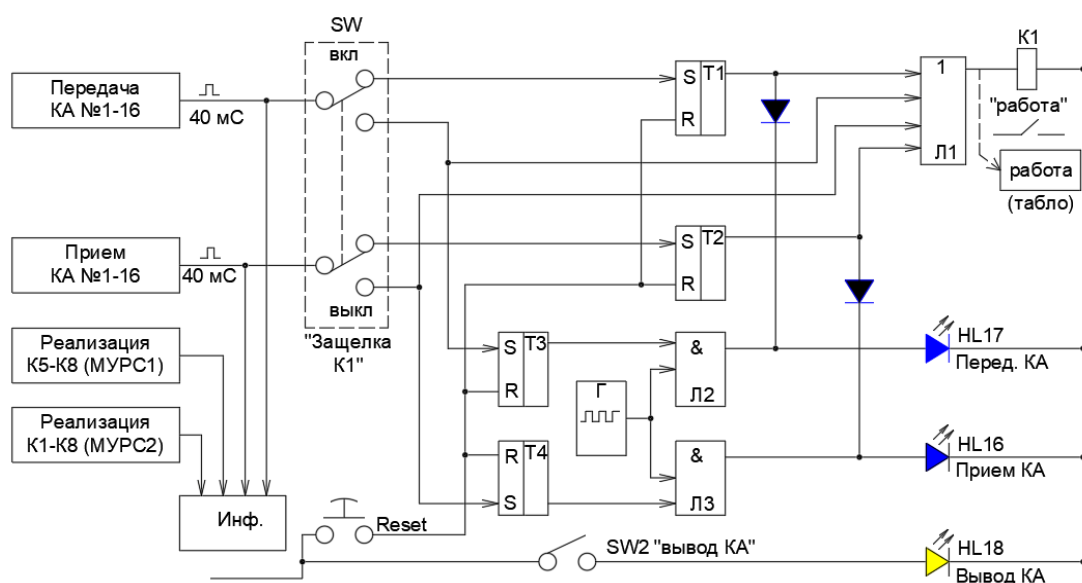 SW
вкл
Передача
КА №1-16
40 мС
S
T1
R
1
Л1
К1
"работа"
работа
(табло)
Прием
КА №1-16
40 мС
выкл
"Защелка
К1"
S
T2
R
Реализация
К5-К8 (МУРС1)
Реализация
К1-К8 (МУРС2)
Инф.
S
T3
R
Г
&
Л2
R
T4
S
&
Л3
HL17
Перед. КА
HL16
Прием КА
Reset
SW2 "вывод КА"
HL18
Вывод КА